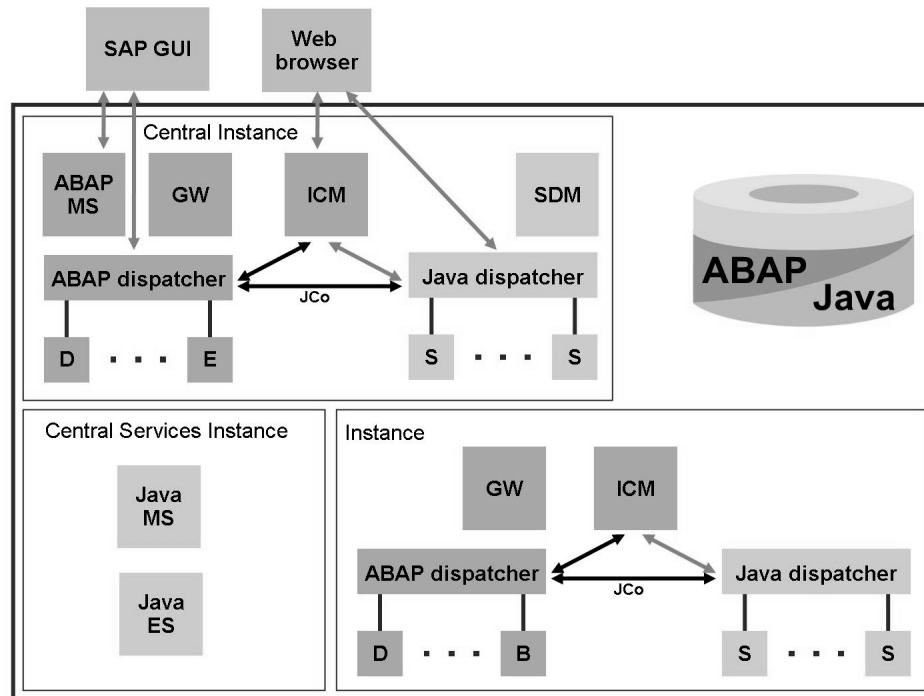 SAP GUI
Web
browser
Central Instance
ABAP
MS
GW
ICM
SDM
ABAP dispatcher
Java dispatcher
JCo
D . . . E
S . . . S
ABAP
Java
Central Services Instance
Java
MS
Java
ES
Instance
GW
ICM
ABAP dispatcher
Java dispatcher
JCo
D . . . B
S . . . S